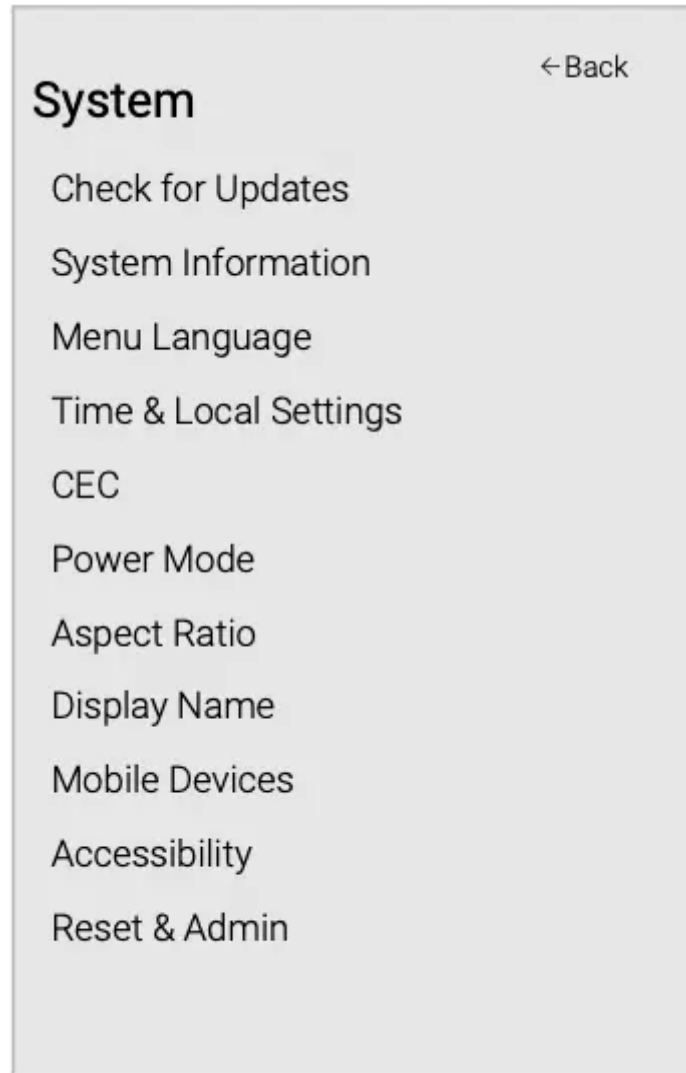 ←Back
System
Check for Updates
System Information
Menu Language
Time & Local Settings
CEC
Power Mode
Aspect Ratio
Display Name
Mobile Devices
Accessibility
Reset & Admin